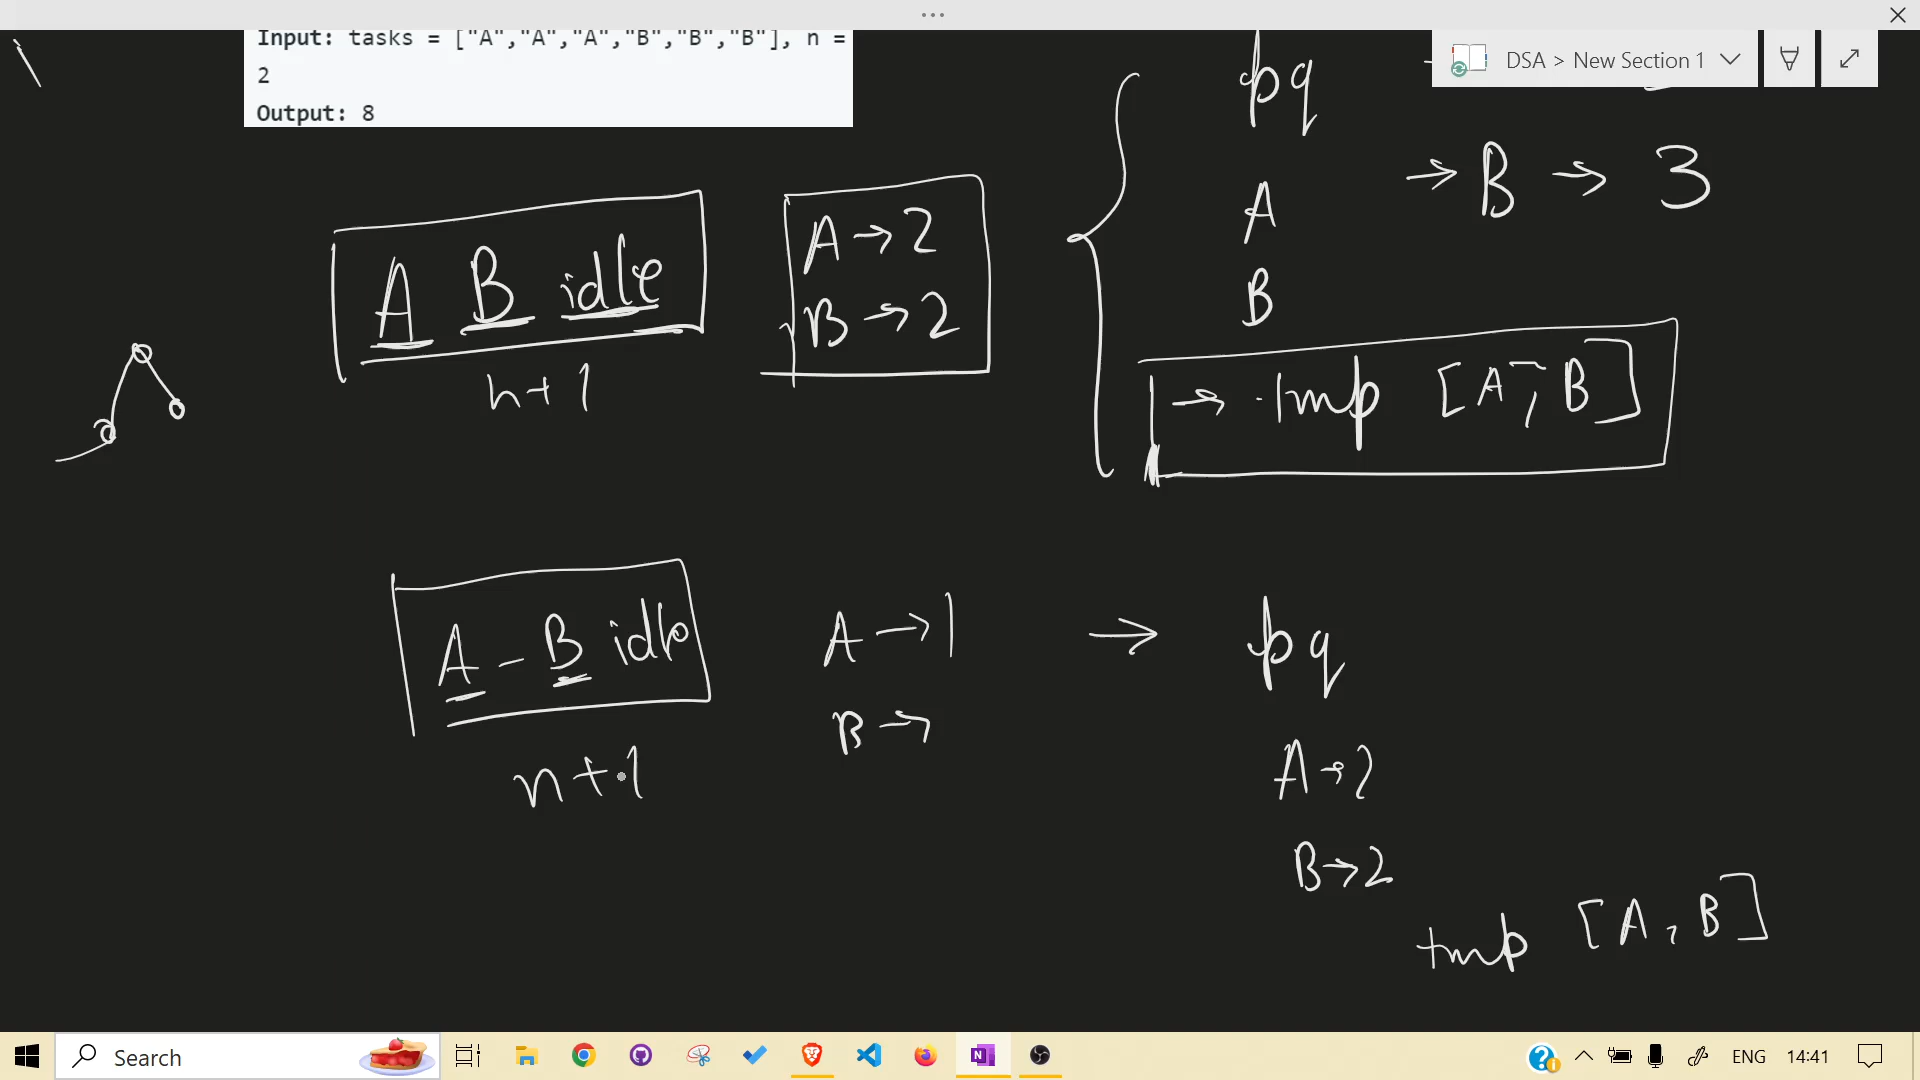 Input: tasks = ["A","A","A","B","B","B"], n =
2
Output: 8
DSA > New Section 1
pq
→ B → 3
A
B
A B idle
n+1
A → 2
B → 2
→ tmp [A, B]
A - B idle
n+1
A → 1
B →
→ pq
A → 2
B → 2
tmp [A, B]
Search
ENG
14:41